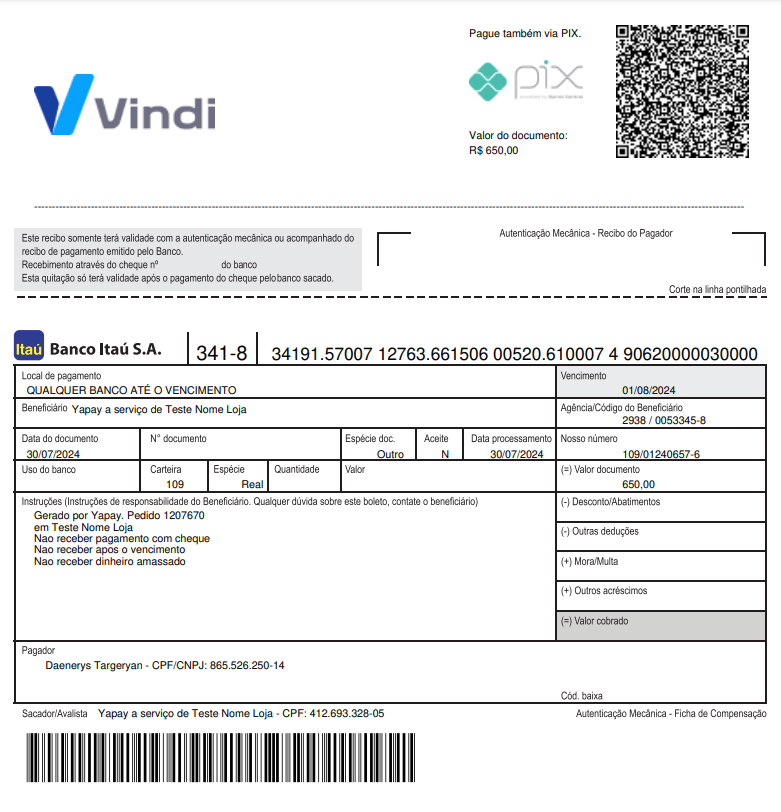 Pague também via PIX.
pix
Vindi
Valor do documento:
R$ 650,00
Este recibo somente terá validade com a autenticação mecânica ou acompanhado do
recibo de pagamento emitido pelo Banco.
Recebimento através do cheque nº do banco
Esta quitação só terá validade após o pagamento do cheque pelo banco sacado.
Autenticação Mecânica - Recibo do Pagador
Corte na linha pontilhada
Itaú Banco Itaú S.A. 341-8 34191.57007 12763.661506 00520.610007 4 90620000030000
Local de pagamento
QUALQUER BANCO ATÉ O VENCIMENTO
Vencimento
01/08/2024
Beneficiário Yapay a serviço de Teste Nome Loja
Agência/Código do Beneficiário
2938 / 0053345-8
Data do documento N° documento Espécie doc. Aceite Data processamento Nosso número
30/07/2024 Outro N 30/07/2024 109/01240657-6
Uso do banco Carteira Espécie Quantidade Valor (=) Valor documento
109 Real 650,00
Instruções (Instruções de responsabilidade do Beneficiário. Qualquer dúvida sobre este boleto, contate o beneficiário)
Gerado por Yapay. Pedido 1207670
em Teste Nome Loja
Nao receber pagamento com cheque
Nao receber apos o vencimento
Nao receber dinheiro amassado
(-) Desconto/Abatimentos
(-) Outras deduções
(+) Mora/Multa
(+) Outros acréscimos
(=) Valor cobrado
Pagador
Daenerys Targeryan - CPF/CNPJ: 865.526.250-14
Cód. baixa
Sacador/Avalista Yapay a serviço de Teste Nome Loja - CPF: 412.693.328-05
Autenticação Mecânica - Ficha de Compensação